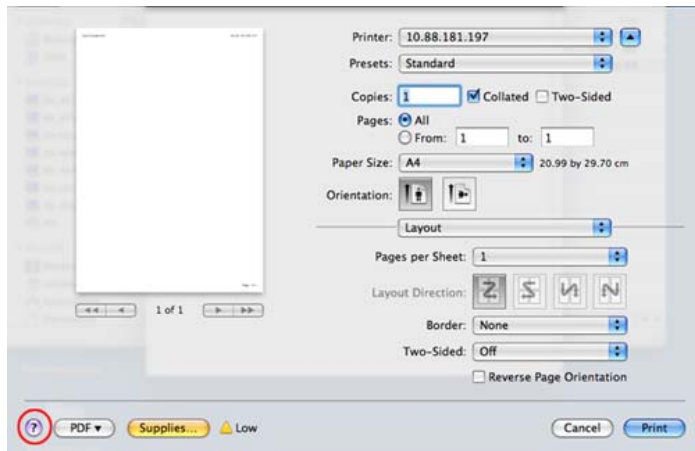 Printer: 10.88.181.197
Presets: Standard
Copies: 1 Collated Two-Sided
Pages: All
From: 1 to: 1
Paper Size: A4 20.99 by 29.70 cm
Orientation:
Layout
Pages per Sheet: 1
Layout Direction:
1 of 1
Border: None
Two-Sided: Off
Reverse Page Orientation
? PDF Supplies... Low Cancel Print